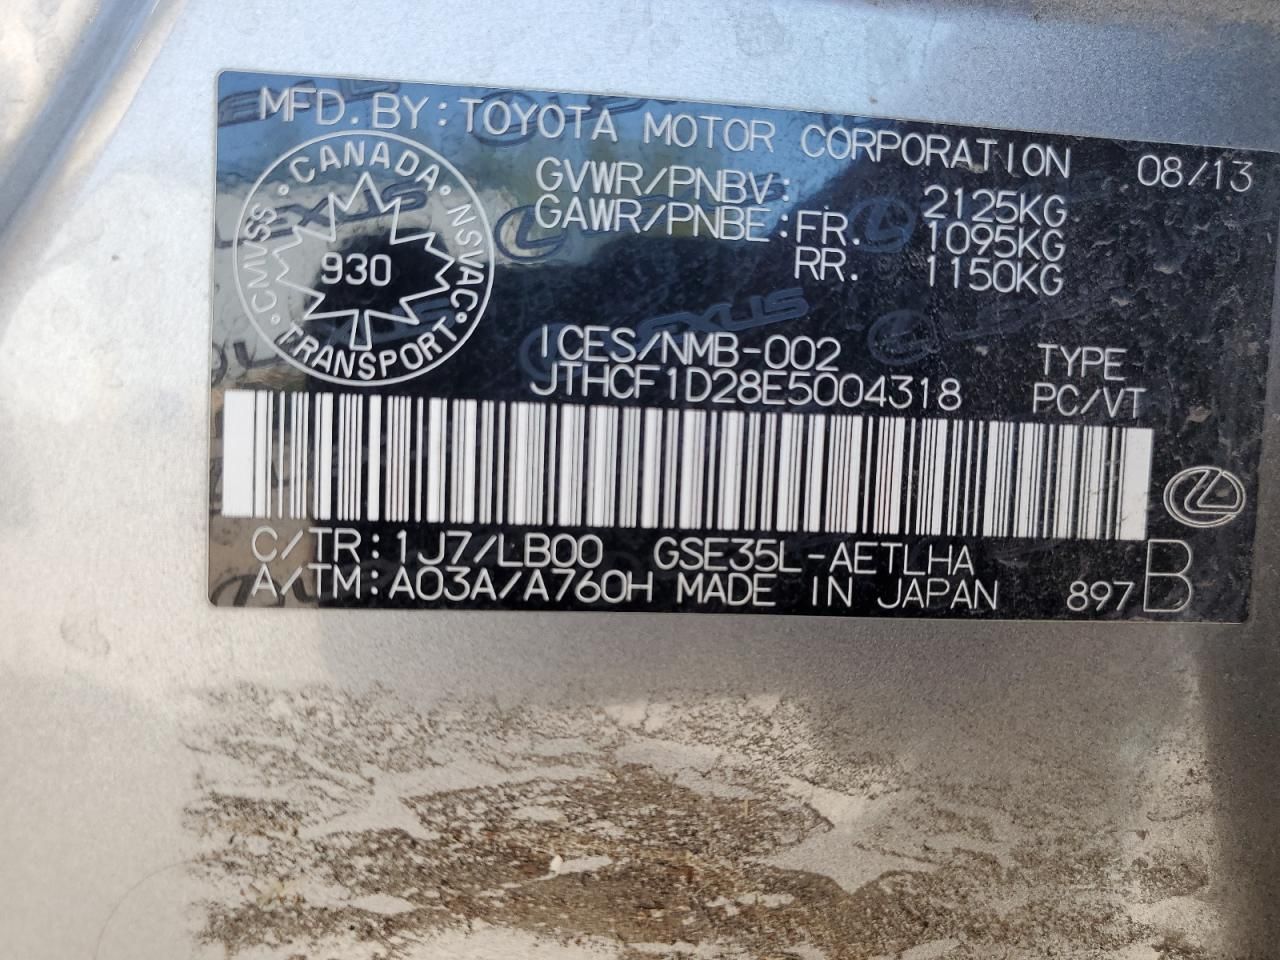 MFD.BY:TOYOTA MOTOR CORPORATION 08/13
GVWR/PNBV: 2125KG
GAWR/PNBE:FR. 1095KG
RR. 1150KG
CANADA
CMVSS NSVAC
930
TRANSPORT
ICES/NMB-002 TYPE
JTHCF1D28E5004318 PC/VT
C/TR:1J7/LB00 GSE35L-AETLHA
A/TM:A03A/A760H MADE IN JAPAN 897 B